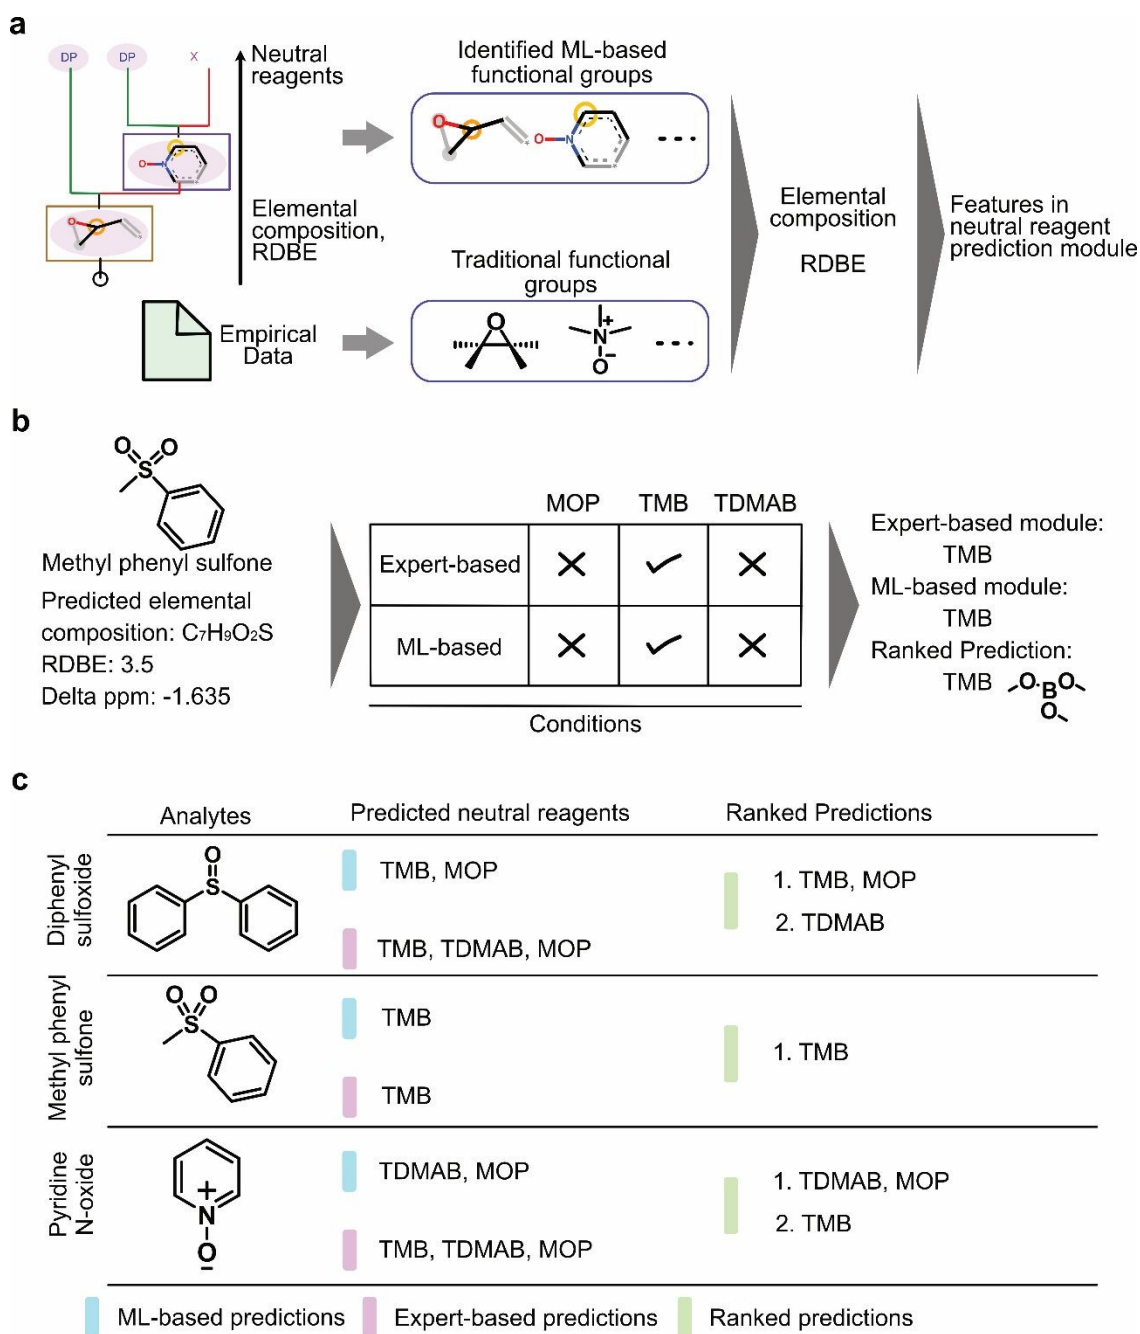 a
DP
DP
X
Neutral
reagents
Elemental
composition,
RDBE
O
N
O
Empirical
Data
Identified ML-based
functional groups
O
O
N
Traditional functional
groups
O
N
+
O
−
Elemental
composition
RDBE
Features in
neutral reagent
prediction module
b
O
O
S
Methyl phenyl sulfone
Predicted elemental
composition: C₇H₉O₂S
RDBE: 3.5
Delta ppm: -1.635
MOP TMB TDMAB
Expert-based
ML-based
Conditions
Expert-based module:
TMB
ML-based module:
TMB
Ranked Prediction:
TMB
O
B
O
O
c
Analytes Predicted neutral reagents Ranked Predictions
Diphenyl
sulfoxide
O
S
TMB, MOP
TMB, TDMAB, MOP
1. TMB, MOP
2. TDMAB
Methyl phenyl
sulfone
O
O
S
TMB
TMB
1. TMB
Pyridine
N-oxide
+
N
O
−
TDMAB, MOP
TMB, TDMAB, MOP
1. TDMAB, MOP
2. TMB
ML-based predictions Expert-based predictions Ranked predictions